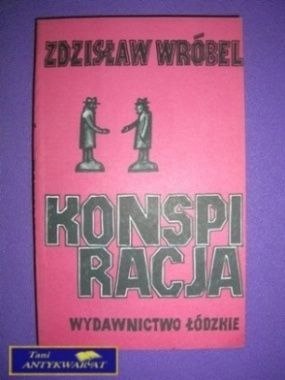 ZDZISŁAW WRÓBEL
KONSPI
RACJA
WYDAWNICTWO ŁÓDZKIE
Tani
ANTYKWARIAT